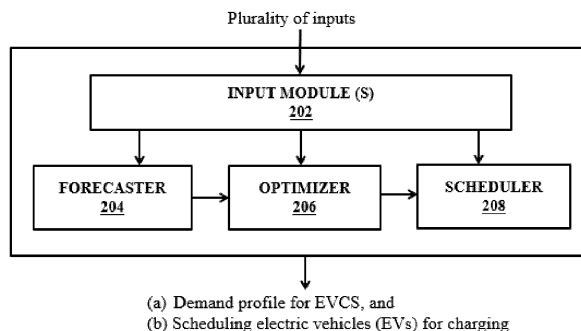 Plurality of inputs
INPUT MODULE (S)
202
FORECASTER
204
OPTIMIZER
206
SCHEDULER
208
(a) Demand profile for EVCS, and
(b) Scheduling electric vehicles (EVs) for charging